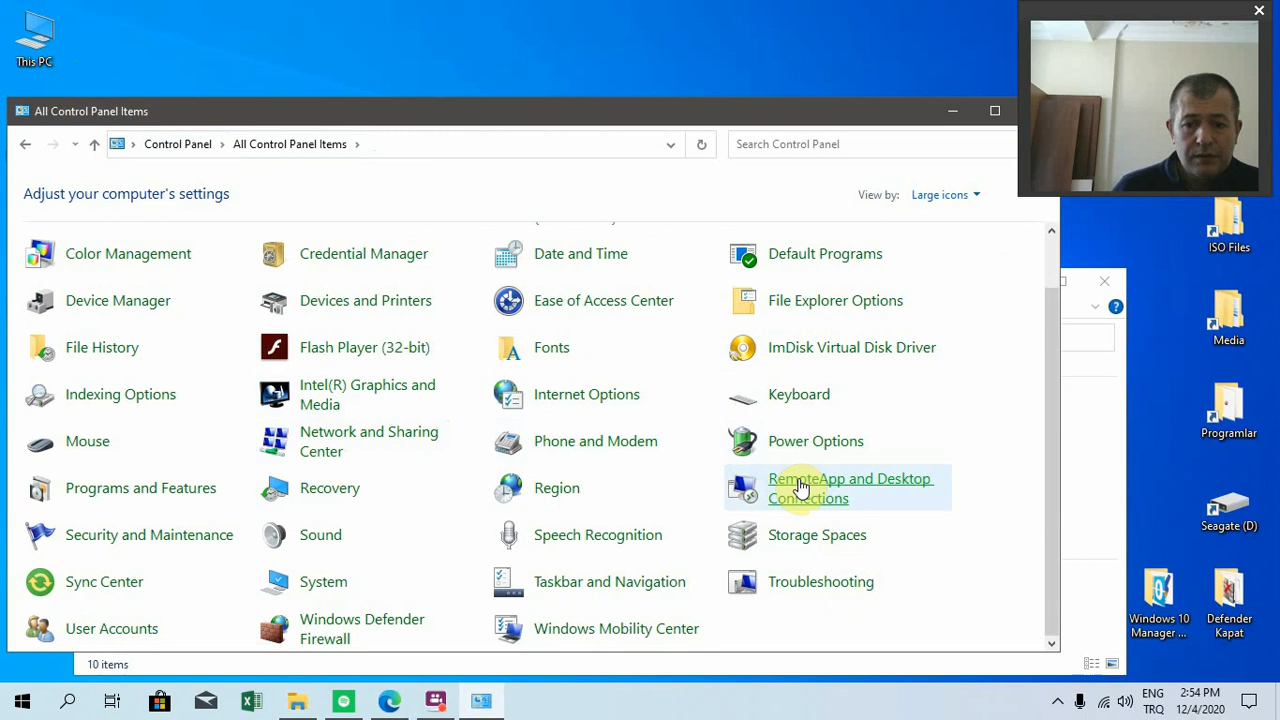 This PC
All Control Panel Items
Control Panel
All Control Panel Items
Search Control Panel
Adjust your computer's settings
View by:
Large icons
Color Management
Credential Manager
Date and Time
Default Programs
Device Manager
Devices and Printers
Ease of Access Center
File Explorer Options
File History
Flash Player (32-bit)
Fonts
ImDisk Virtual Disk Driver
Indexing Options
Intel(R) Graphics and
Media
Internet Options
Keyboard
Mouse
Network and Sharing
Center
Phone and Modem
Power Options
Programs and Features
Recovery
Region
RemoteApp and Desktop
Connections
Security and Maintenance
Sound
Speech Recognition
Storage Spaces
Sync Center
System
Taskbar and Navigation
Troubleshooting
User Accounts
Windows Defender
Firewall
Windows Mobility Center
10 items
ISO Files
Media
Programlar
Seagate (D)
Windows 10
Manager ...
Defender
Kapat
ENG
TRQ
2:54 PM
12/4/2020